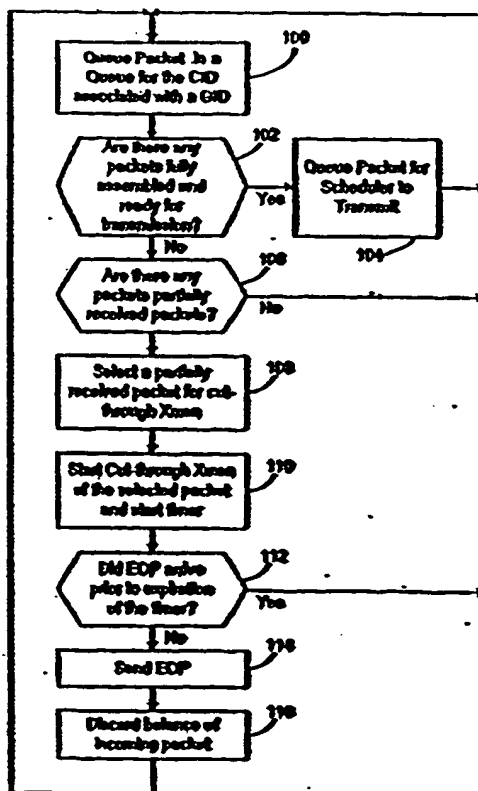 100
Queue Packet in a
Queue for the CID
associated with a GID
102
Are there any
packets fully
assembled and
ready for
transmission?
Yes
Queue Packet for
Scheduler to
Transmit
104
No
Are there any
packets partially
received packets?
No
108
Select a partially
received packet for cut-
through Xmsn
110
Start Cut-through Xmsn
of the selected packet
and start timer
112
Did EOP arrive
prior to expiration
of the timer?
Yes
No
Send EOP
Discard balance of
incoming packet